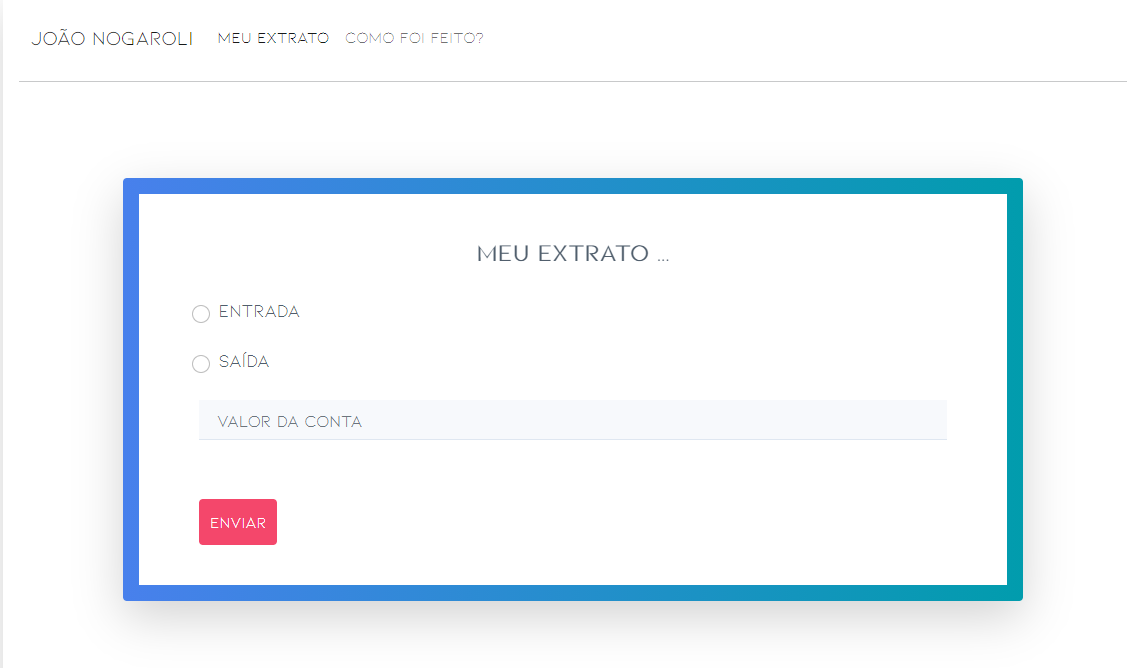 JOÃO NOGAROLI MEU EXTRATO COMO FOI FEITO?
MEU EXTRATO ...
ENTRADA
SAÍDA
VALOR DA CONTA
ENVIAR